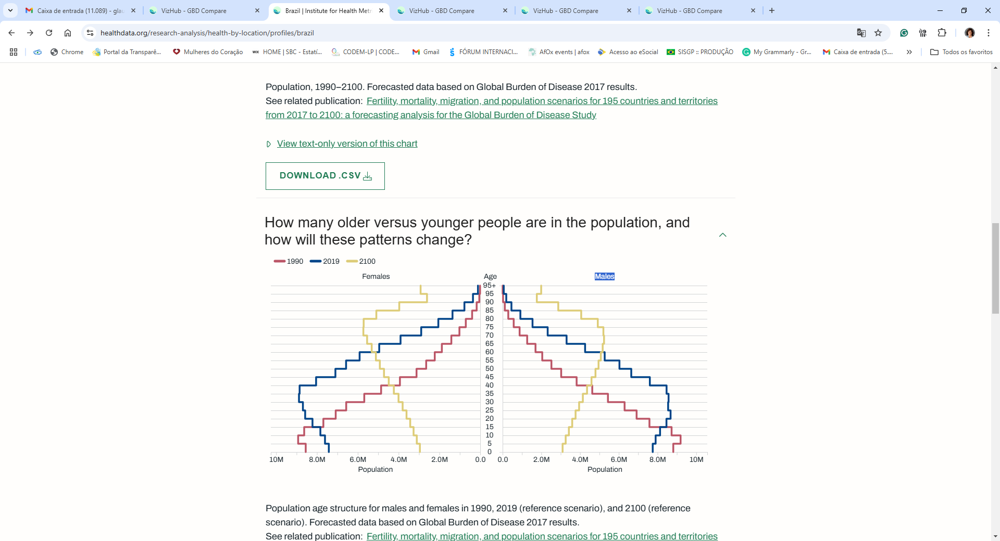 Caixa de entrada (11.089) - glau
VizHub - GBD Compare
Brazil | Institute for Health Metr
VizHub - GBD Compare
VizHub - GBD Compare
VizHub - GBD Compare
healthdata.org/research-analysis/health-by-location/profiles/brazil
Chrome
Portal da Transparê...
Mulheres do Coração
WIX HOME | SBC - Estatí...
CODEM-LP | CODE...
Gmail
FÓRUM INTERNACI...
AfOx events | afox
Acesso ao eSocial
SISGP :: PRODUÇÃO
My Grammarly - Gr...
Caixa de entrada (5....
Todos os favoritos
Population, 1990–2100. Forecasted data based on Global Burden of Disease 2017 results.
See related publication: Fertility, mortality, migration, and population scenarios for 195 countries and territories
from 2017 to 2100: a forecasting analysis for the Global Burden of Disease Study
View text-only version of this chart
DOWNLOAD .CSV
How many older versus younger people are in the population, and
how will these patterns change?
1990 2019 2100
Females Age Males
95+
95
90
85
80
75
70
65
60
55
50
45
40
35
30
25
20
15
10
5
0
10M 8.0M 6.0M 4.0M 2.0M 0.0 0.0 2.0M 4.0M 6.0M 8.0M 10M
Population Population
Population age structure for males and females in 1990, 2019 (reference scenario), and 2100 (reference
scenario). Forecasted data based on Global Burden of Disease 2017 results.
See related publication: Fertility, mortality, migration, and population scenarios for 195 countries and territories